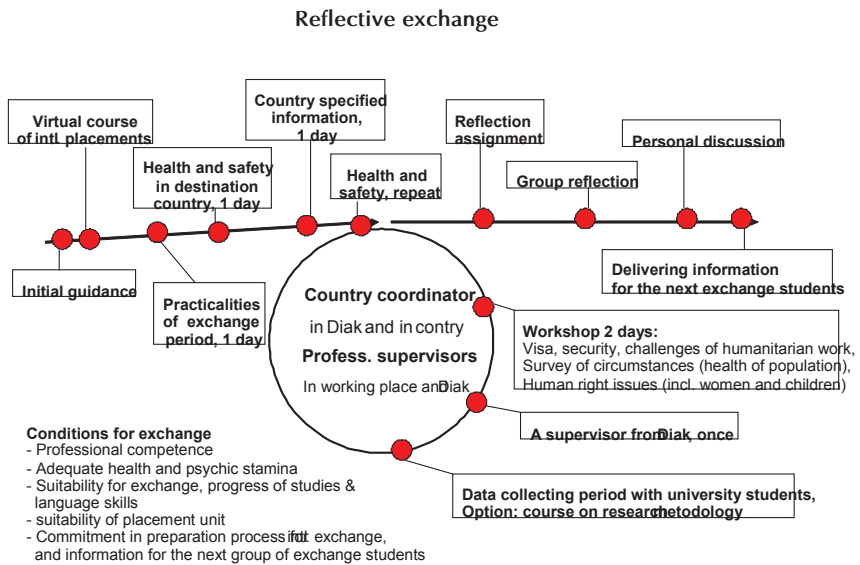 Reflective exchange
Virtual course
of intl. placements
Health and safety
in destination
country, 1 day
Country specified
information,
1 day
Health and
safety, repeat
Reflection
assignment
Group reflection
Personal discussion
Initial guidance
Practicalities
of exchange
period, 1 day
Delivering information
for the next exchange students
Country coordinator
in Diak and in contry
Profess. supervisors
In working place and Diak
Workshop 2 days:
Visa, security, challenges of humanitarian work,
Survey of circumstances (health of population),
Human right issues (incl. women and children)
A supervisor from Diak, once
Data collecting period with university students,
Option: course on research metodology
Conditions for exchange
- Professional competence
- Adequate health and psychic stamina
- Suitability for exchange, progress of studies &
language skills
- suitability of placement unit
- Commitment in preparation process for exchange,
and information for the next group of exchange students